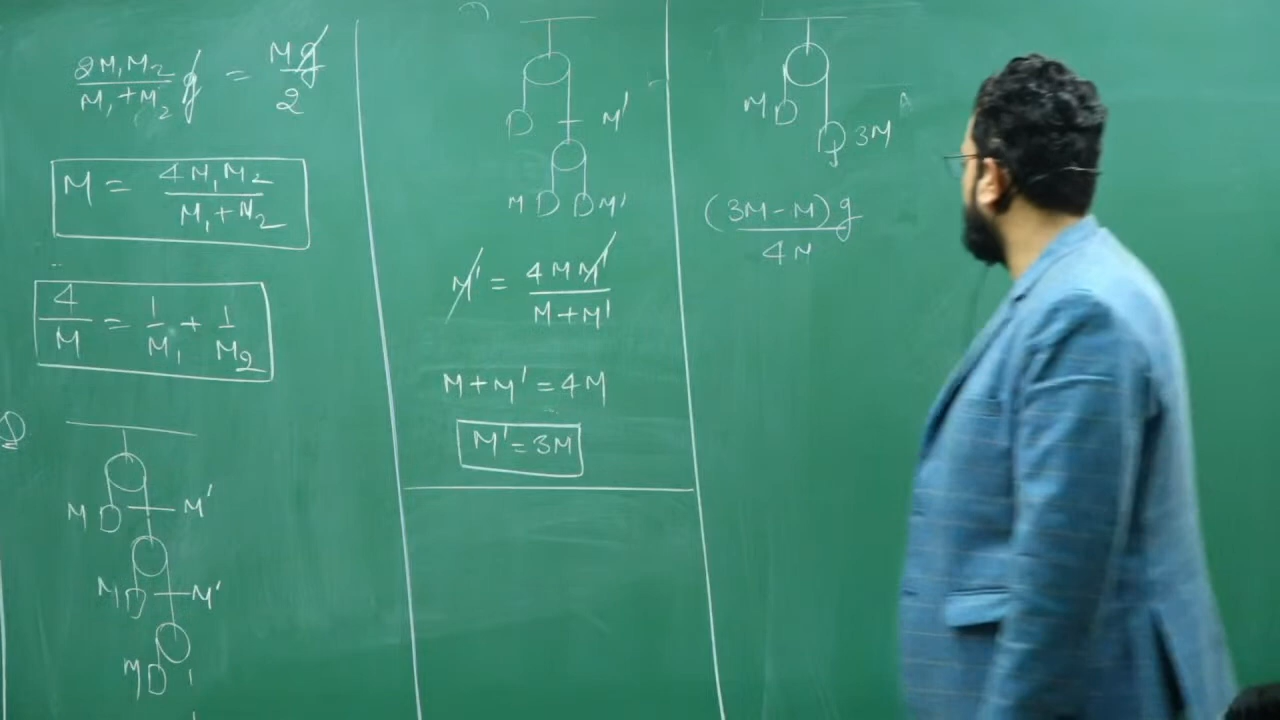 2M₁M₂/(M₁+M₂) g = Mg/2
M = 4M₁M₂/(M₁+M₂)
4/M = 1/M₁ + 1/M₂
Q
M M'
M M'
M
M'
M M'
M' = 4MM'/(M+M')
M+M' = 4M
M' = 3M
M 3M
(3M-M)g/4M